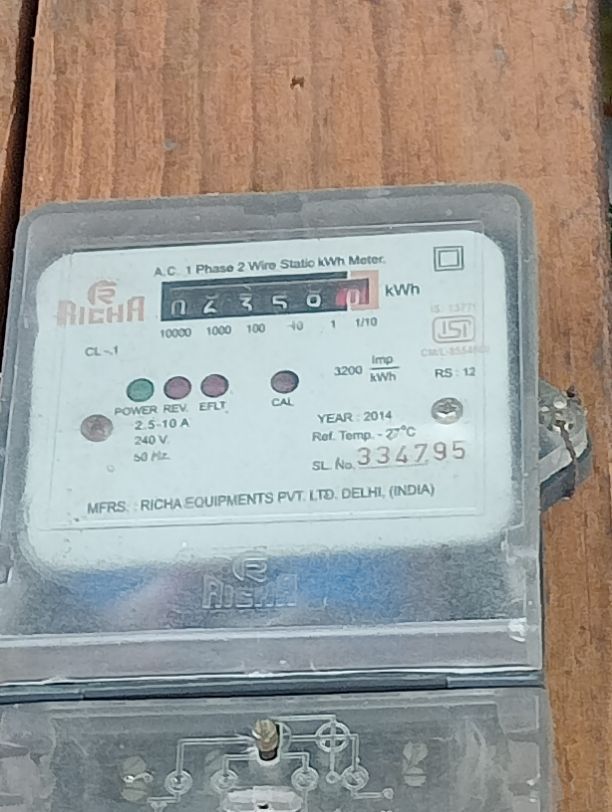 A.C. 1 Phase 2 Wire Static kWh Meter.
RICHA
kWh
10000 1000 100 10 1 1/10
IS: 13779
ISI
CL-.1
3200 Imp/kWh
RS : 12
POWER REV. EFLT CAL
2.5-10 A
240 V.
50 Hz.
YEAR : 2014
Ref. Temp. - 27°C
SL. No. 334795
MFRS. : RICHA EQUIPMENTS PVT. LTD. DELHI, (INDIA)
RICHA